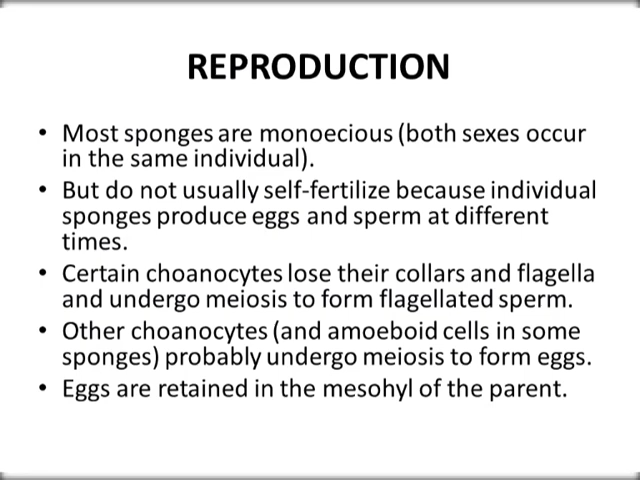 REPRODUCTION
• Most sponges are monoecious (both sexes occur
in the same individual).
• But do not usually self-fertilize because individual
sponges produce eggs and sperm at different
times.
• Certain choanocytes lose their collars and flagella
and undergo meiosis to form flagellated sperm.
• Other choanocytes (and amoeboid cells in some
sponges) probably undergo meiosis to form eggs.
• Eggs are retained in the mesohyl of the parent.